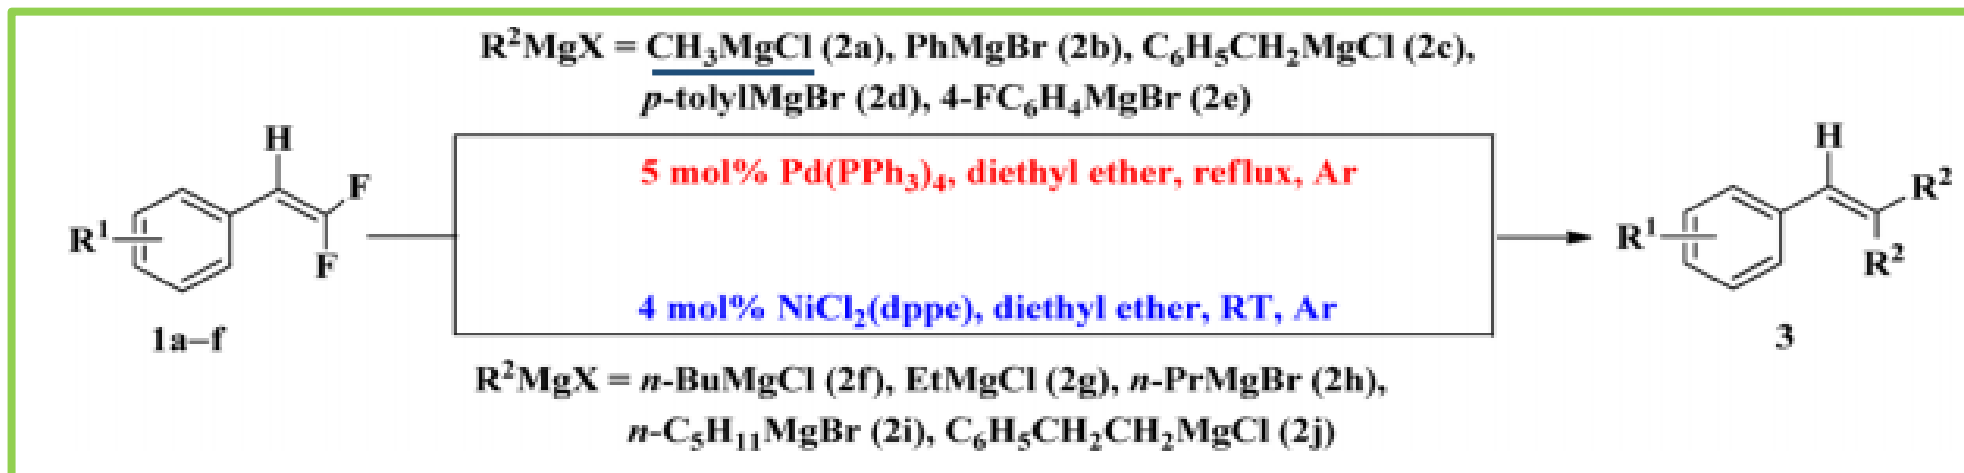 R²MgX = CH₃MgCl (2a), PhMgBr (2b), C₆H₅CH₂MgCl (2c),
p-tolylMgBr (2d), 4-FC₆H₄MgBr (2e)
H
F
F
R¹
1a–f
5 mol% Pd(PPh₃)₄, diethyl ether, reflux, Ar
4 mol% NiCl₂(dppe), diethyl ether, RT, Ar
H
R²
R²
R¹
3
R²MgX = n-BuMgCl (2f), EtMgCl (2g), n-PrMgBr (2h),
n-C₅H₁₁MgBr (2i), C₆H₅CH₂CH₂MgCl (2j)